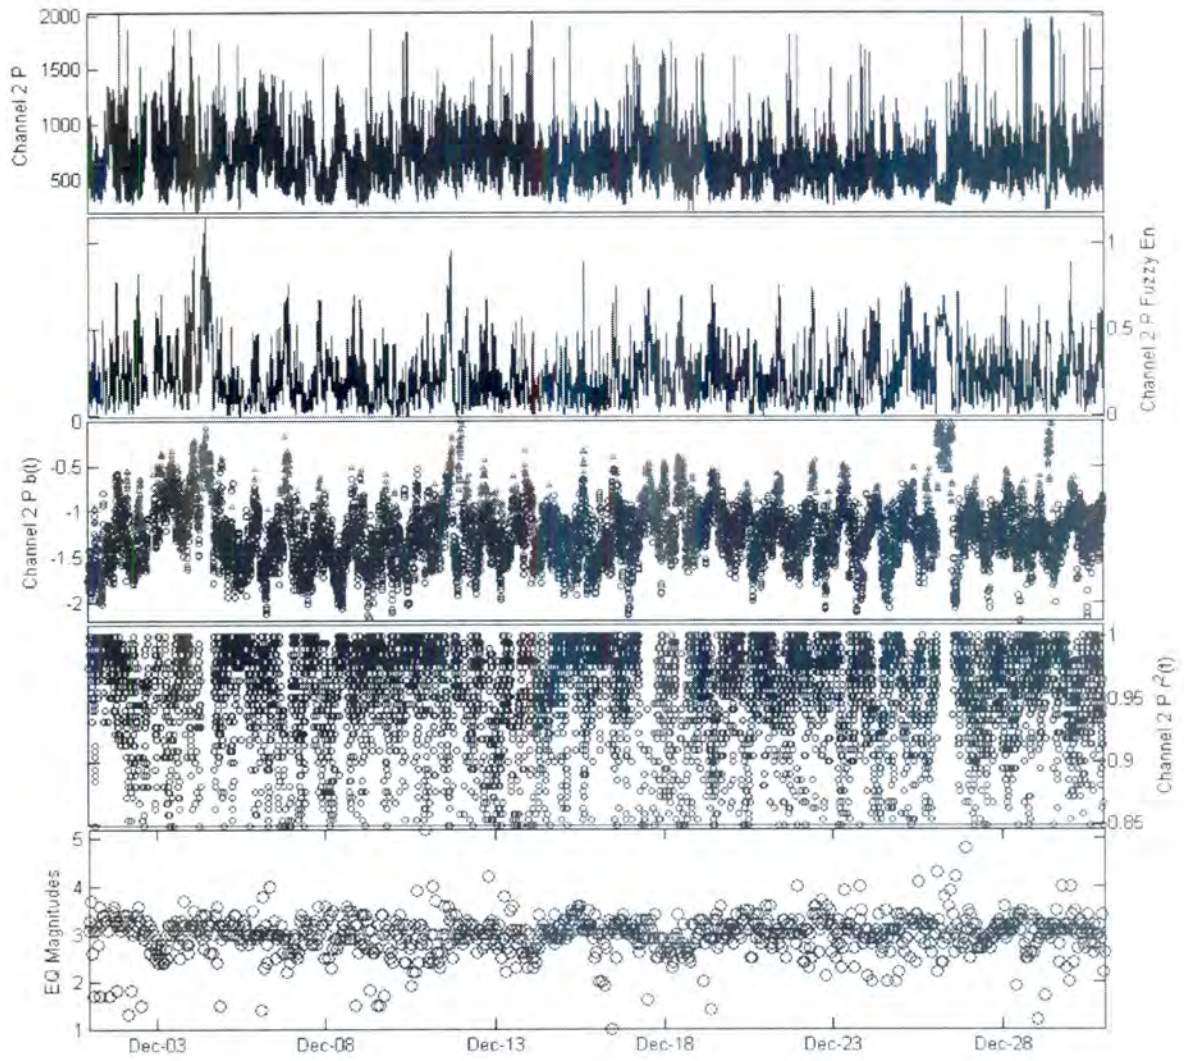 2000
1500
1000
500
Channel 2 P
1
0.5
0
Channel 2 P Fuzzy En
0
-0.5
-1
-1.5
-2
Channel 2 P b(t)
1
0.95
0.9
0.85
Channel 2 P r²(t)
5
4
3
2
1
EQ Magnitudes
Dec-03
Dec-08
Dec-13
Dec-18
Dec-23
Dec-28